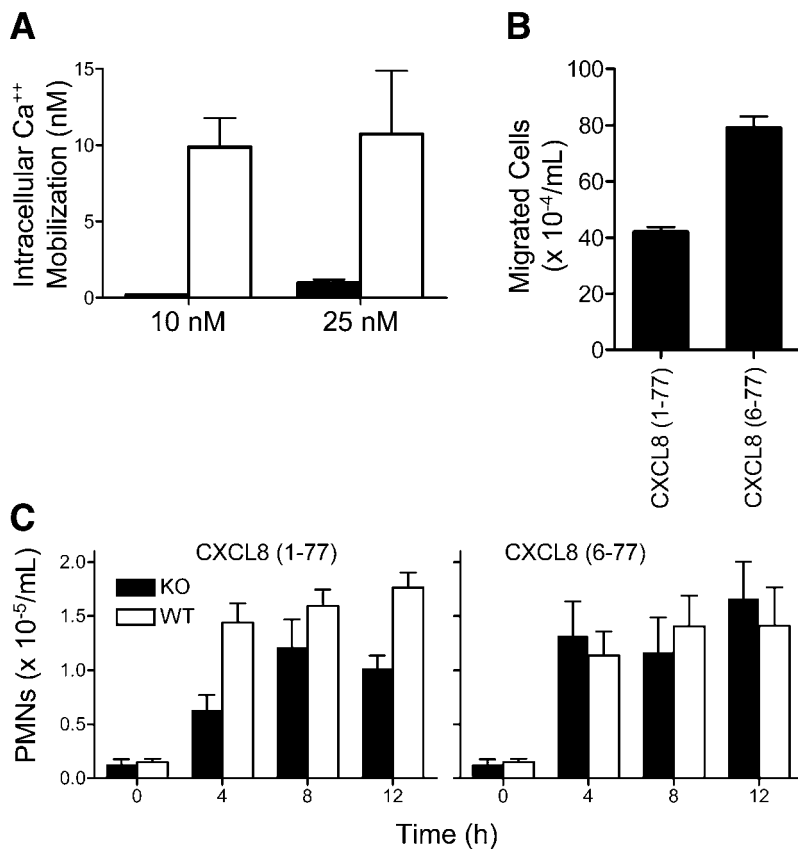 A
Intracellular Ca++
Mobilization (nM)
15
10
5
0
10 nM
25 nM
B
Migrated Cells
(x 10-4/mL)
100
80
60
40
20
0
CXCL8 (1-77)
CXCL8 (6-77)
C
CXCL8 (1-77)
CXCL8 (6-77)
KO
WT
PMNs (x 10-5/mL)
2.0
1.5
1.0
0.5
0.0
0
4
8
12
0
4
8
12
Time (h)